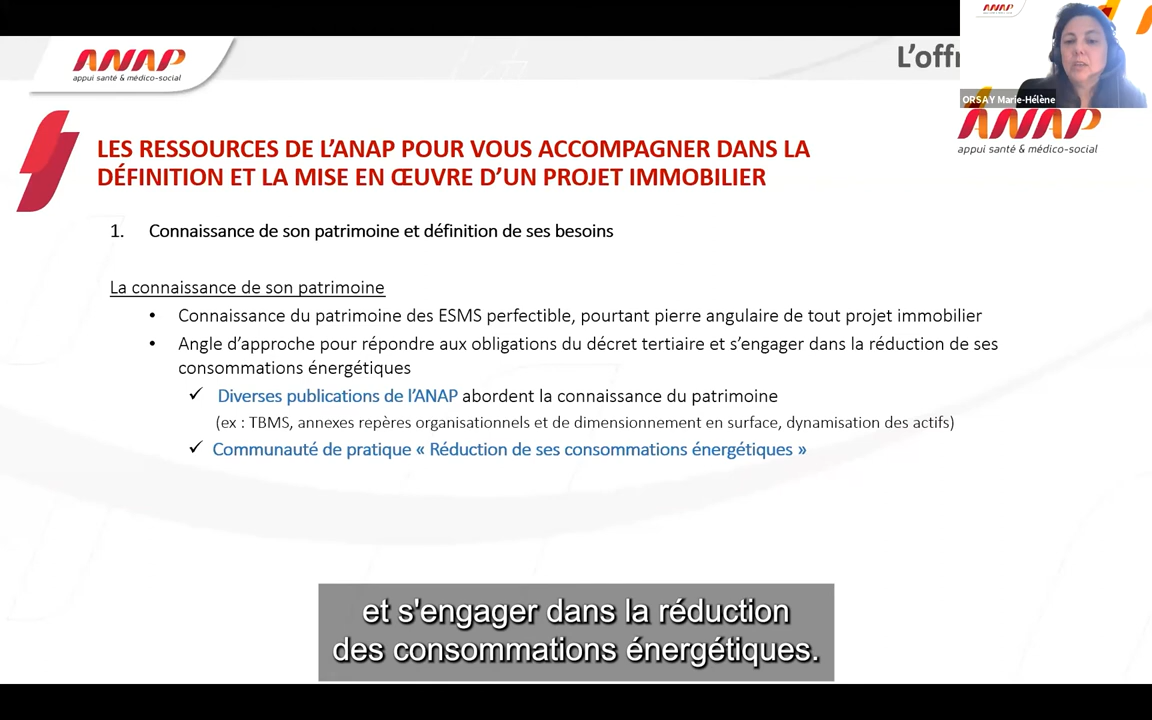 ANAP
appui santé & médico-social
L'offr
ANAP
ORSAY Marie-Hélène
ANAP
appui santé & médico-social
LES RESSOURCES DE L'ANAP POUR VOUS ACCOMPAGNER DANS LA
DÉFINITION ET LA MISE EN ŒUVRE D'UN PROJET IMMOBILIER
1. Connaissance de son patrimoine et définition de ses besoins
La connaissance de son patrimoine
• Connaissance du patrimoine des ESMS perfectible, pourtant pierre angulaire de tout projet immobilier
• Angle d'approche pour répondre aux obligations du décret tertiaire et s'engager dans la réduction de ses
consommations énergétiques
✓ Diverses publications de l'ANAP abordent la connaissance du patrimoine
(ex : TBMS, annexes repères organisationnels et de dimensionnement en surface, dynamisation des actifs)
✓ Communauté de pratique « Réduction de ses consommations énergétiques »
et s'engager dans la réduction
des consommations énergétiques.